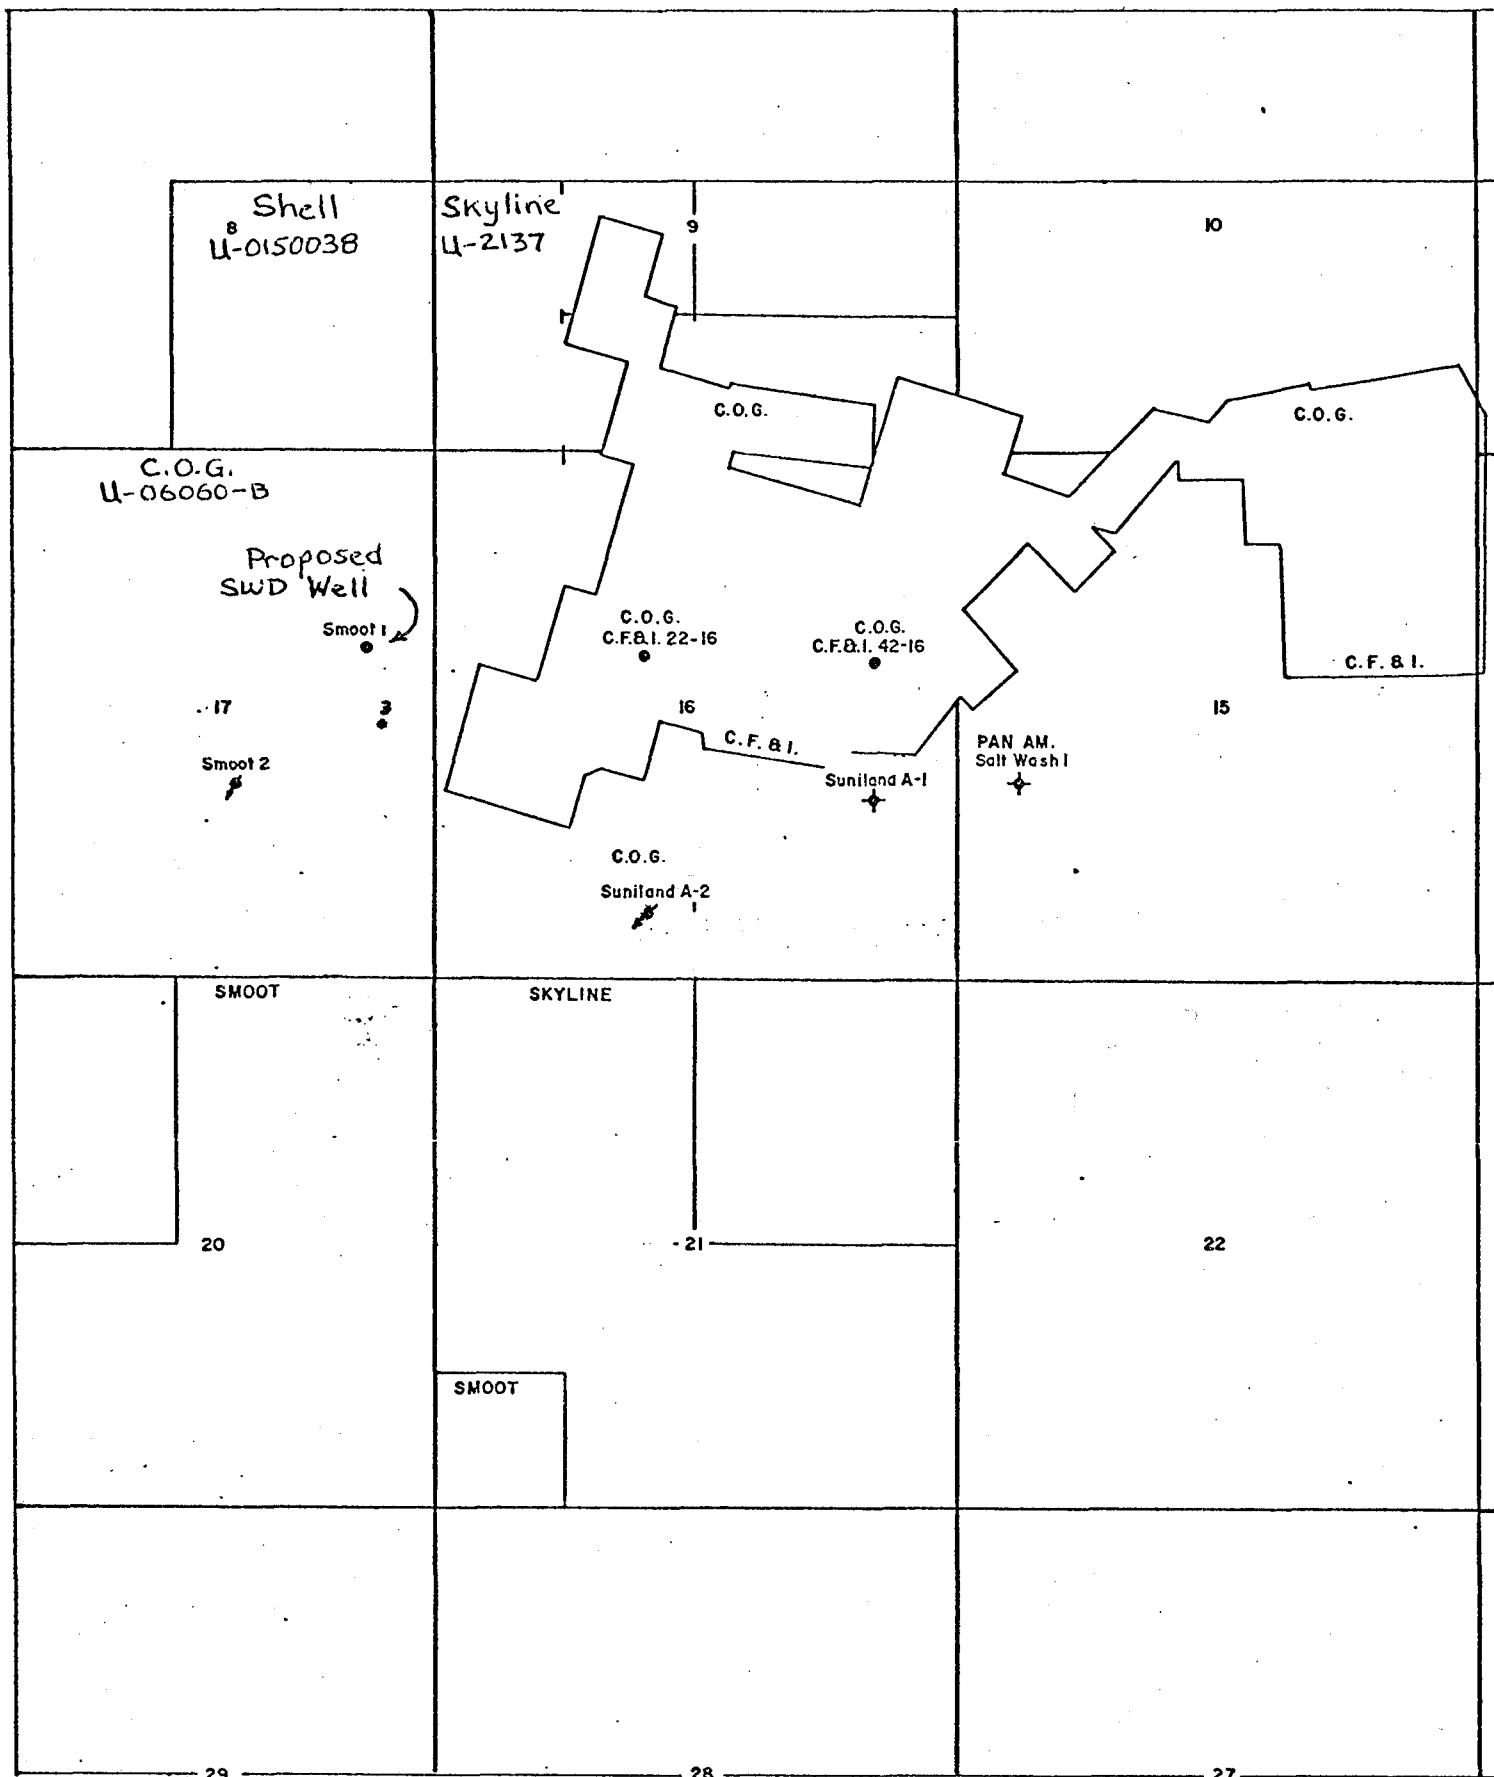 Shell
8
U-0150038
Skyline
U-2137
9
10
C.O.G.
C.O.G.
C.O.G.
U-06060-B
Proposed
SWD Well
Smoot 1
C.O.G.
C.F.&I. 22-16
C.O.G.
C.F.&I. 42-16
C.F.&I.
17
3
16
15
C.F.&I.
PAN AM.
Salt Wash 1
Smoot 2
Suniland A-1
C.O.G.
Suniland A-2
SMOOT
SKYLINE
20
21
22
SMOOT
29
28
27